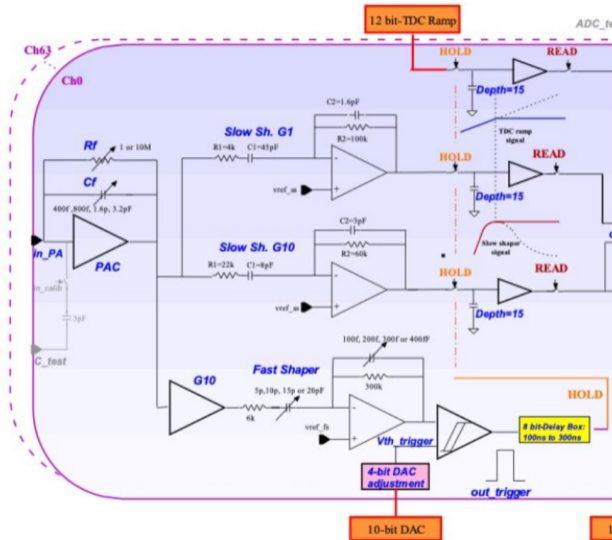 12 bit-TDC Ramp
ADC_te
Ch63
Ch0
HOLD
READ
Depth=15
TDC ramp
signal
C2=1.6pF
R2=100k
Slow Sh. G1
R1=4k
C1=45pF
vref_ss
Rf
1 or 10M
Cf
400f ,800f, 1.6p, 3.2pF
in_PA
PAC
in_calib
3pF
C_test
HOLD
READ
Depth=15
Slow shaper
signal
C2=3pF
R2=60k
Slow Sh. G10
R1=22k
C1=8pF
vref_ss
HOLD
READ
Depth=15
100f, 200f, 300f or 400fF
300k
Fast Shaper
5p,10p, 15p or 20pF
G10
6k
vref_fs
Vth_trigger
HOLD
8 bit-Delay Box:
100ns to 300ns
4-bit DAC
adjustment
out_trigger
10-bit DAC
1